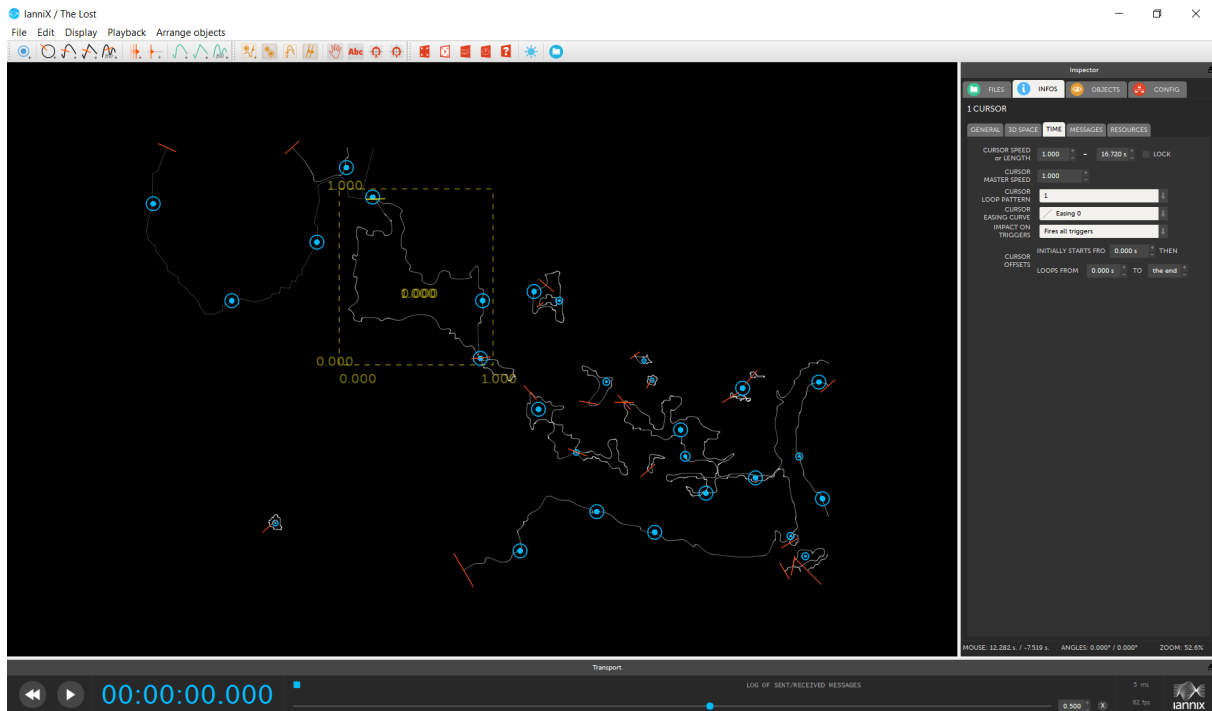 IanniX / The Lost
File Edit Display Playback Arrange objects
Abc
?
Inspector
FILES INFOS OBJECTS CONFIG
1 CURSOR
GENERAL 3D SPACE TIME MESSAGES RESOURCES
CURSOR SPEED or LENGTH 1.000 - 16.720 s LOCK
CURSOR MASTER SPEED 1.000
CURSOR LOOP PATTERN 1
CURSOR EASING CURVE Easing 0
IMPACT ON TRIGGERS Fires all triggers
CURSOR OFFSETS INITIALLY STARTS FRO 0.000 s THEN
LOOPS FROM 0.000 s TO the end
1.000
0.000
0.000 1.000
MOUSE: 12.282 s. / -7.519 s. ANGLES: 0.000° / 0.000° ZOOM: 52.6%
Transport
00:00:00.000
LOG OF SENT/RECEIVED MESSAGES
5 ms
0.500 X
62 fps
iannix